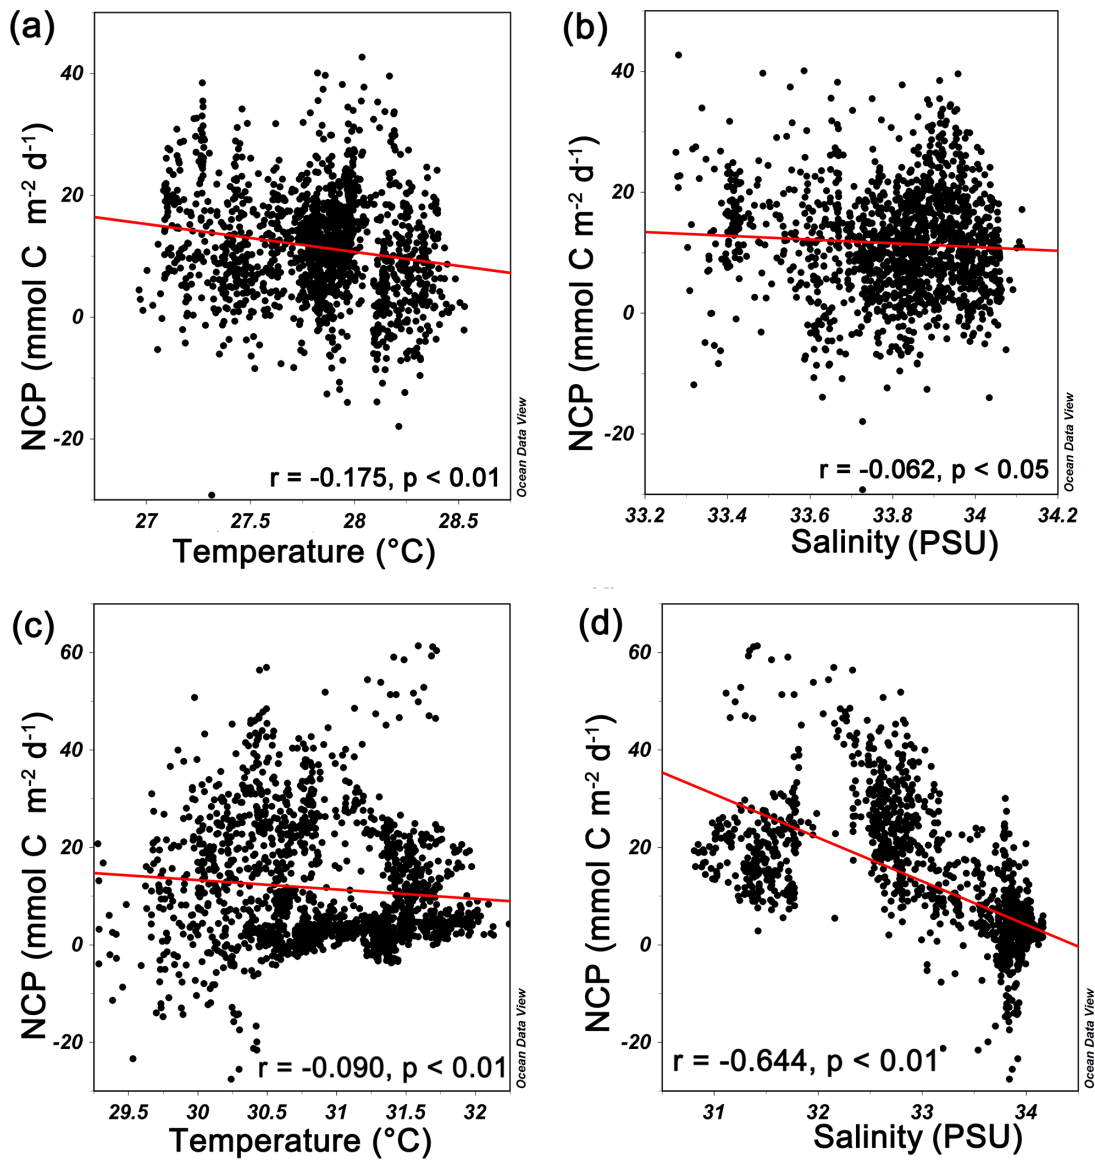 (a)
NCP (mmol C m-2 d-1)
40
20
0
-20
r = -0.175, p < 0.01
Ocean Data View
27 27.5 28 28.5
Temperature (°C)
(b)
NCP (mmol C m-2 d-1)
40
20
0
-20
r = -0.062, p < 0.05
Ocean Data View
33.2 33.4 33.6 33.8 34 34.2
Salinity (PSU)
(c)
NCP (mmol C m-2 d-1)
60
40
20
0
-20
r = -0.090, p < 0.01
Ocean Data View
29.5 30 30.5 31 31.5 32
Temperature (°C)
(d)
NCP (mmol C m-2 d-1)
60
40
20
0
-20
r = -0.644, p < 0.01
Ocean Data View
31 32 33 34
Salinity (PSU)